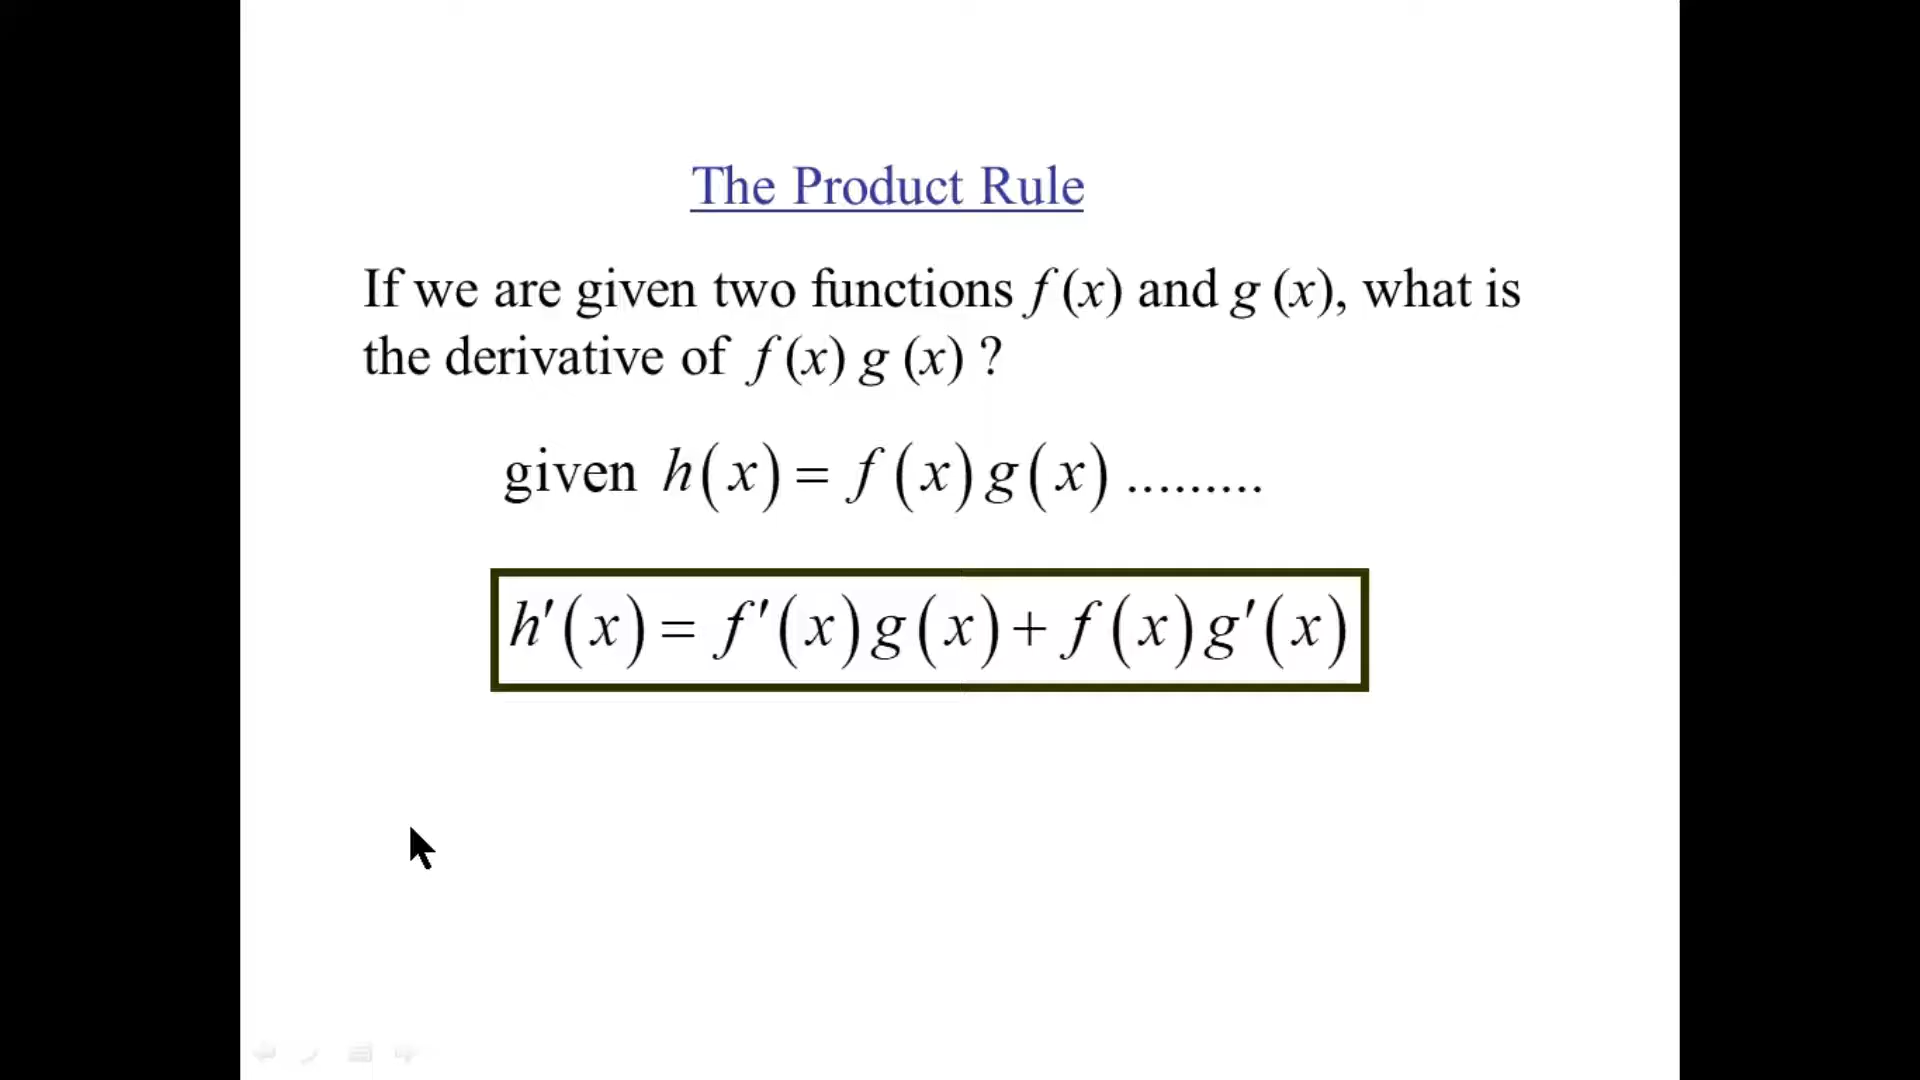 The Product Rule
If we are given two functions f (x) and g (x), what is
the derivative of f (x) g (x) ?
given h(x) = f (x) g(x) .........
h′(x) = f′(x) g(x) + f (x) g′(x)